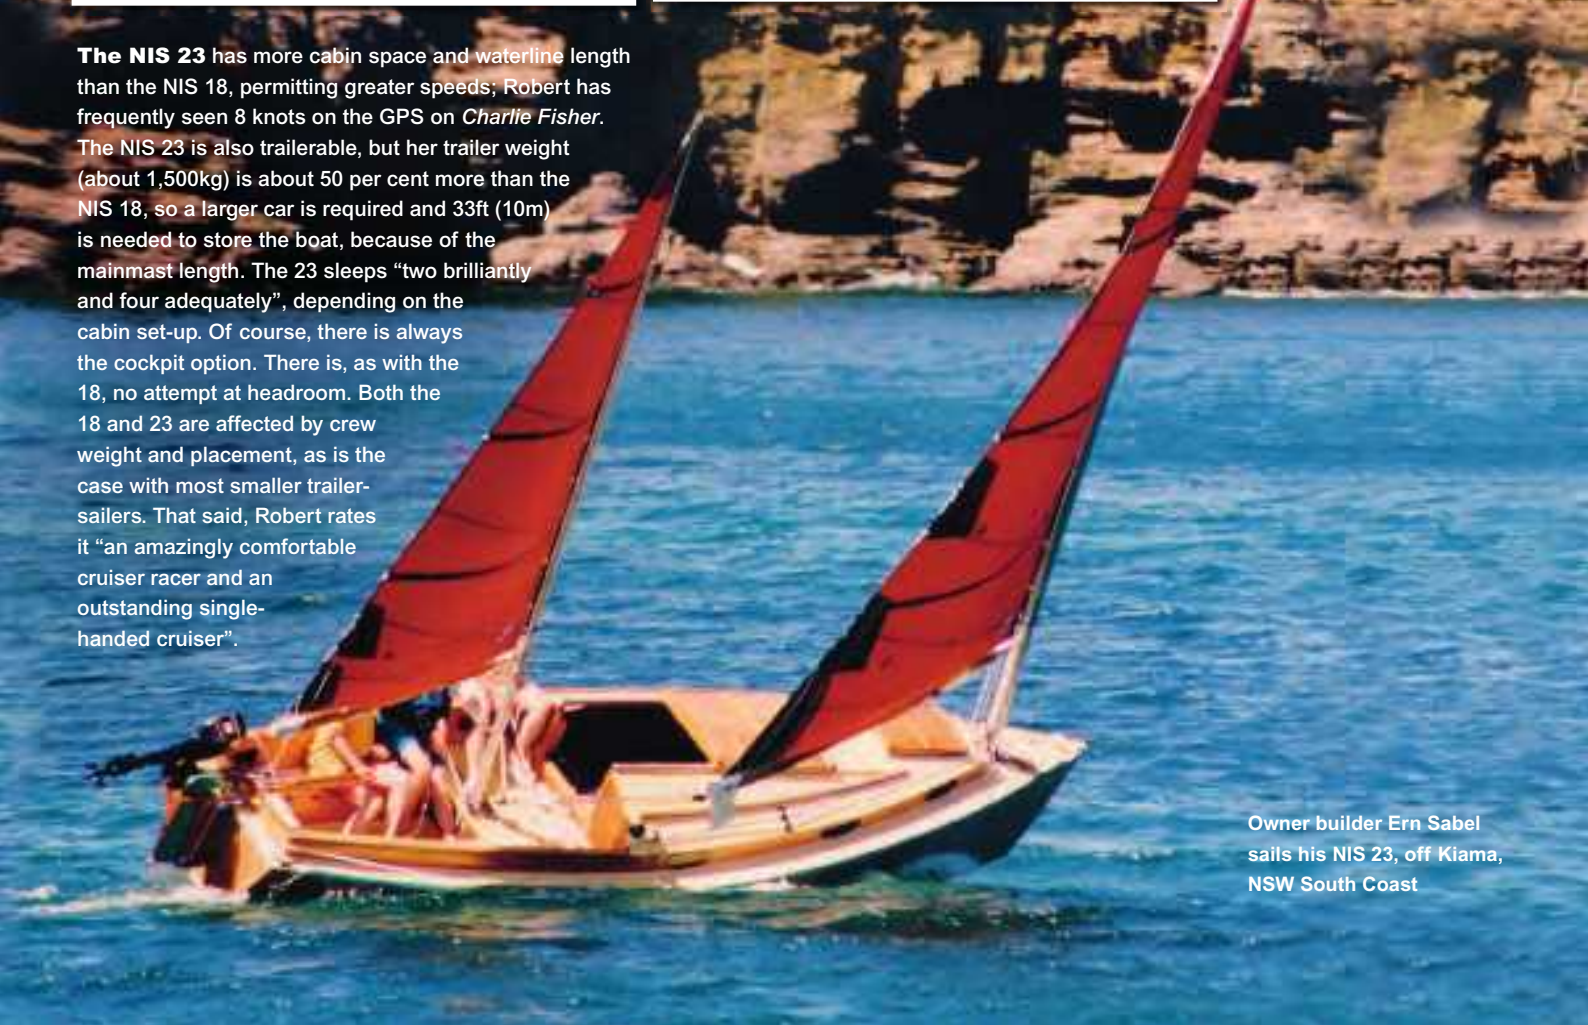 The NIS 23 has more cabin space and waterline length
than the NIS 18, permitting greater speeds; Robert has
frequently seen 8 knots on the GPS on Charlie Fisher.
The NIS 23 is also trailerable, but her trailer weight
(about 1,500kg) is about 50 per cent more than the
NIS 18, so a larger car is required and 33ft (10m)
is needed to store the boat, because of the
mainmast length. The 23 sleeps “two brilliantly
and four adequately”, depending on the
cabin set-up. Of course, there is always
the cockpit option. There is, as with the
18, no attempt at headroom. Both the
18 and 23 are affected by crew
weight and placement, as is the
case with most smaller trailer-
sailers. That said, Robert rates
it “an amazingly comfortable
cruiser racer and an
outstanding single-
handed cruiser”.
Owner builder Ern Sabel
sails his NIS 23, off Kiama,
NSW South Coast